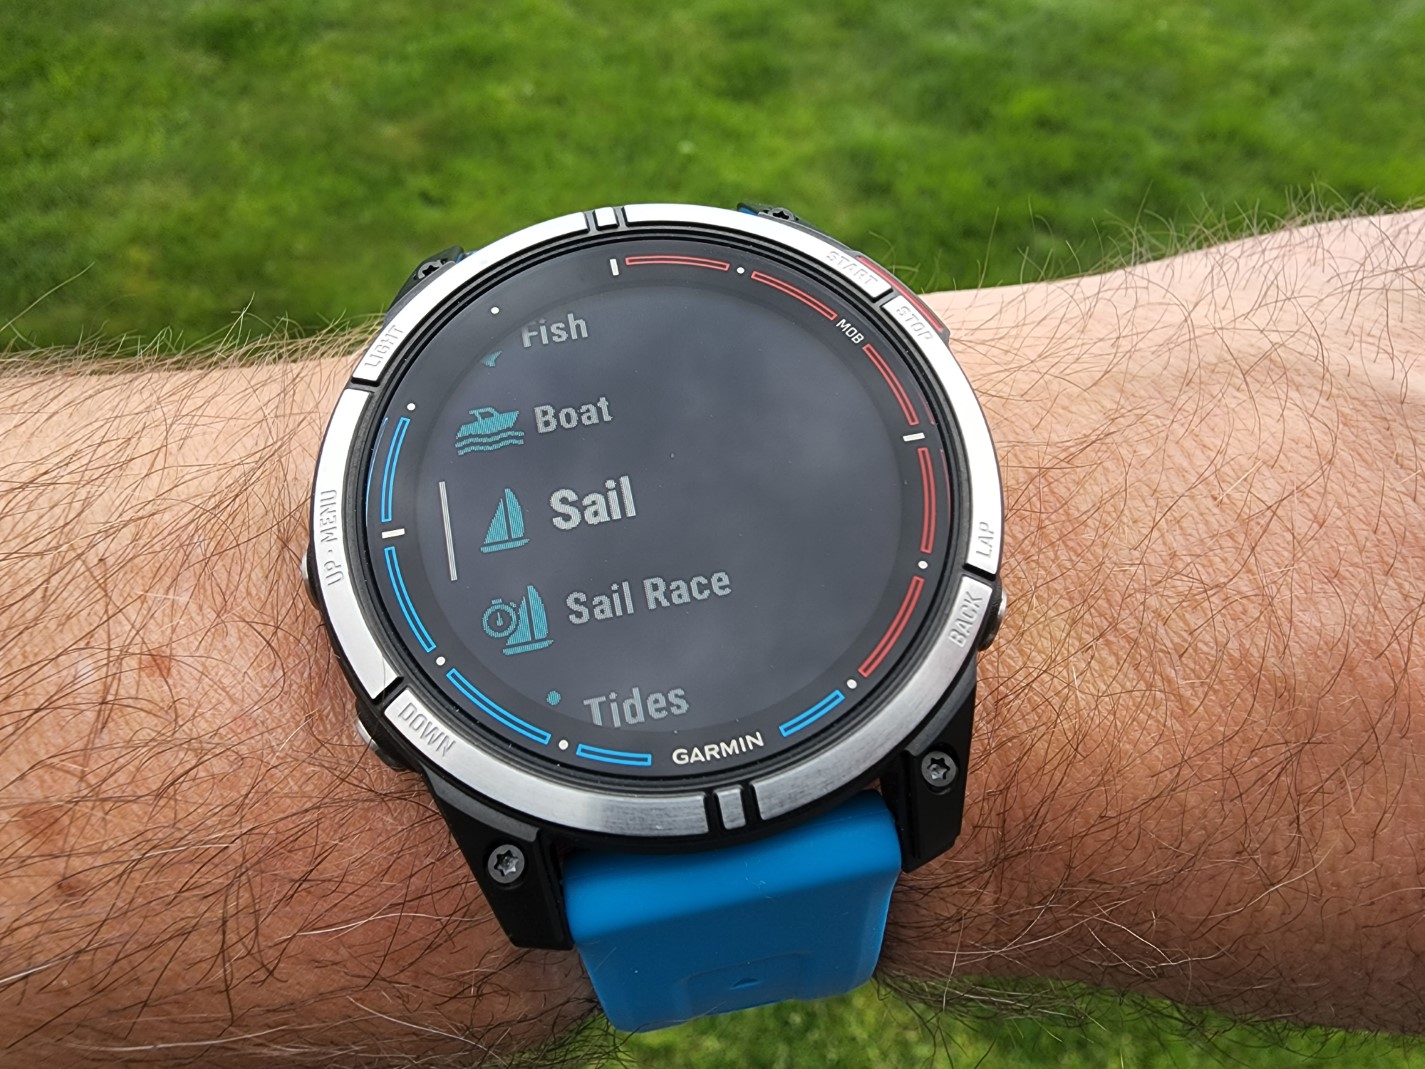 START
STOP
LIGHT
MOB
Fish
Boat
Sail
UP · MENU
LAP
Sail Race
BACK
Tides
DOWN
GARMIN